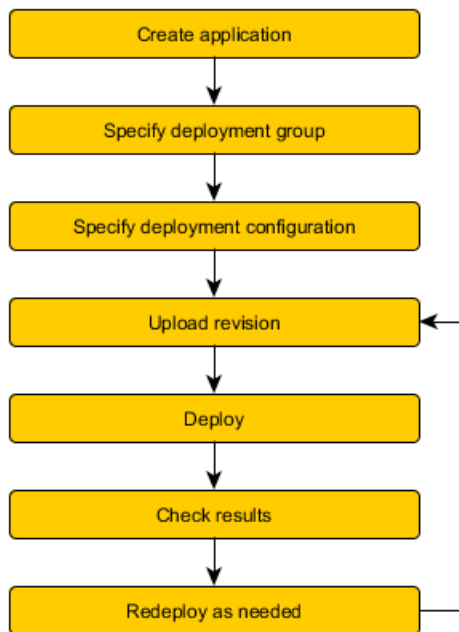 Create application
Specify deployment group
Specify deployment configuration
Upload revision
Deploy
Check results
Redeploy as needed